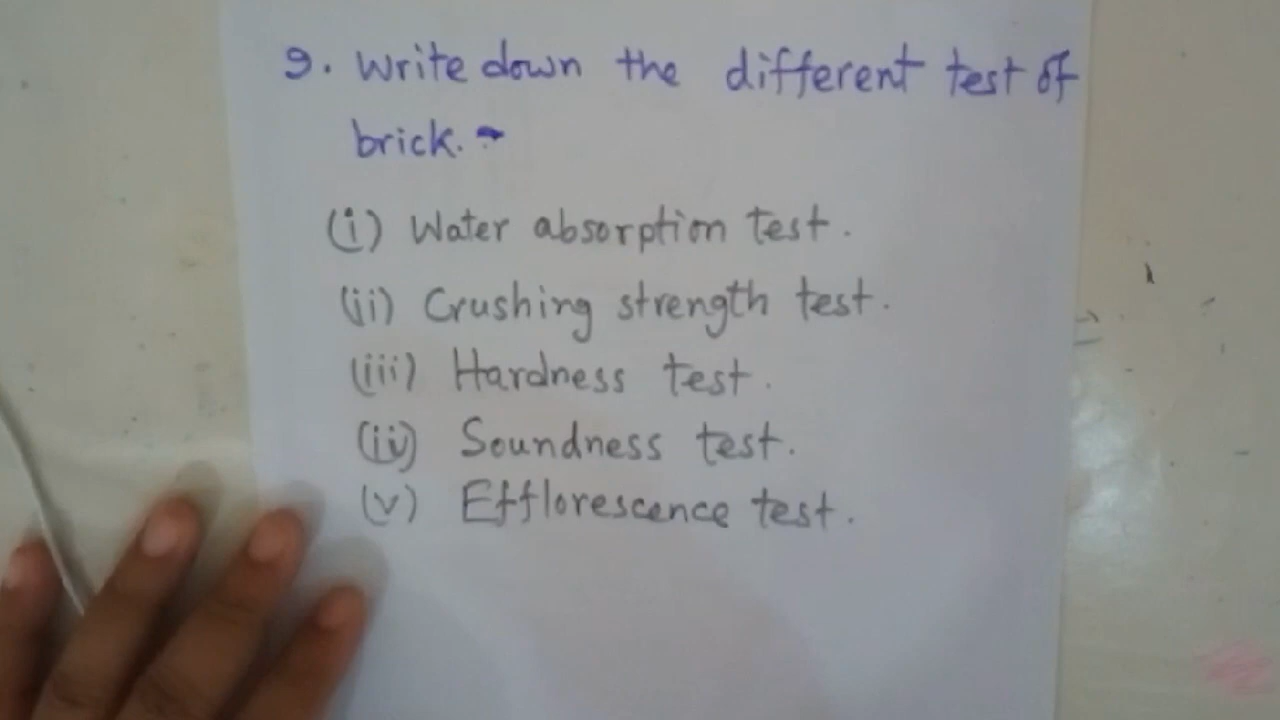 9. Write down the different test of
brick. -
(i) Water absorption test.
(ii) Crushing strength test.
(iii) Hardness test.
(iv) Soundness test.
(v) Efflorescence test.